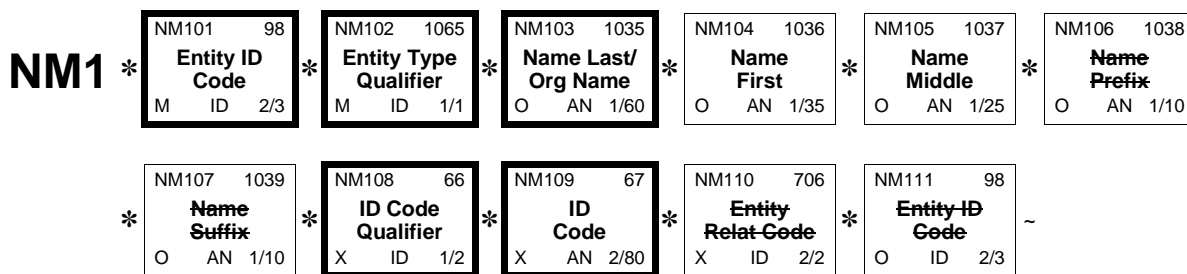 NM1 * NM101 98 * NM102 1065 * NM103 1035 * NM104 1036 * NM105 1037 * NM106 1038
Entity ID Code Entity Type Qualifier Name Last/ Org Name Name First Name Middle Name Prefix
M ID 2/3 M ID 1/1 O AN 1/60 O AN 1/35 O AN 1/25 O AN 1/10
* NM107 1039 * NM108 66 * NM109 67 * NM110 706 * NM111 98 ~
Name Suffix ID Code Qualifier ID Code Entity Relat Code Entity ID Code
O AN 1/10 X ID 1/2 X AN 2/80 X ID 2/2 O ID 2/3